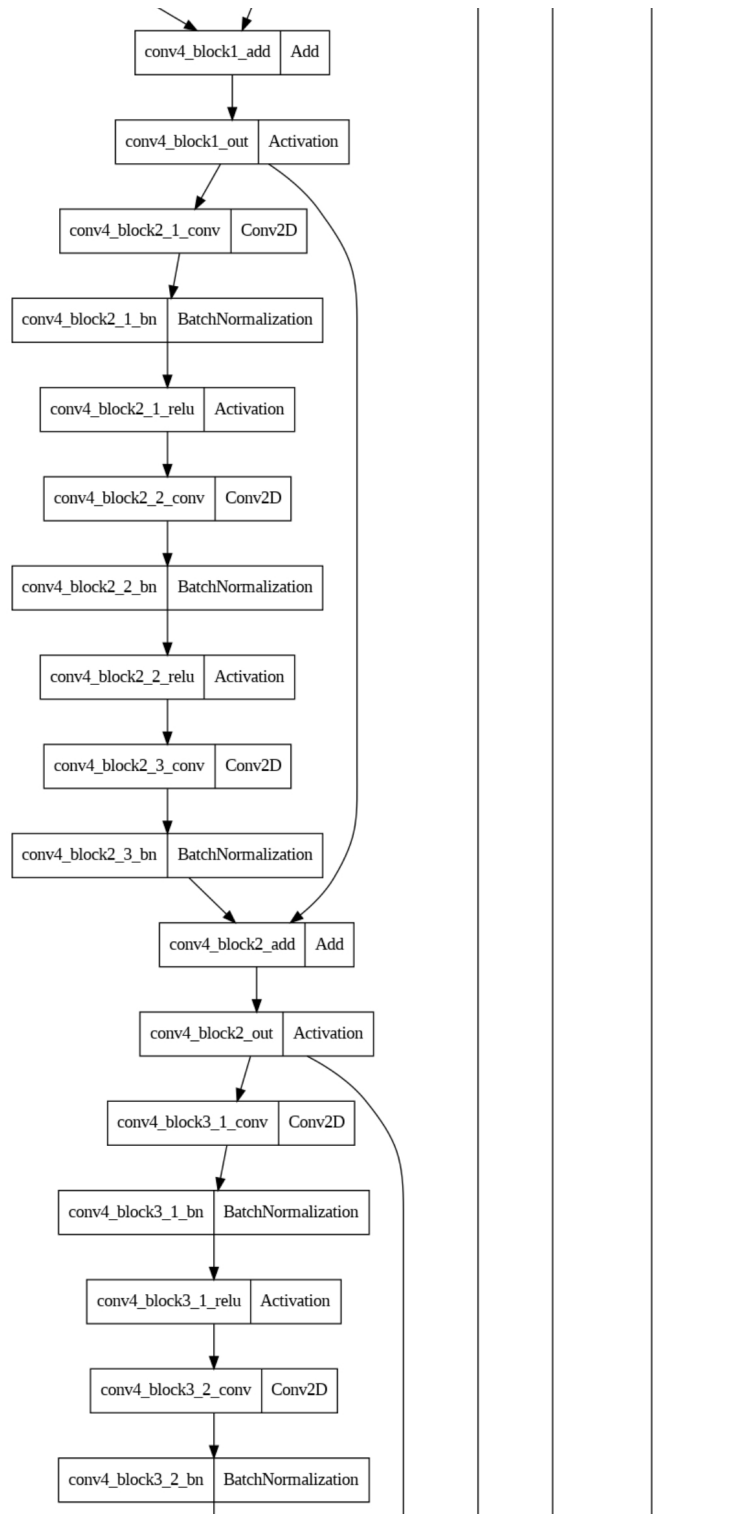 conv4_block1_add Add
conv4_block1_out Activation
conv4_block2_1_conv Conv2D
conv4_block2_1_bn BatchNormalization
conv4_block2_1_relu Activation
conv4_block2_2_conv Conv2D
conv4_block2_2_bn BatchNormalization
conv4_block2_2_relu Activation
conv4_block2_3_conv Conv2D
conv4_block2_3_bn BatchNormalization
conv4_block2_add Add
conv4_block2_out Activation
conv4_block3_1_conv Conv2D
conv4_block3_1_bn BatchNormalization
conv4_block3_1_relu Activation
conv4_block3_2_conv Conv2D
conv4_block3_2_bn BatchNormalization